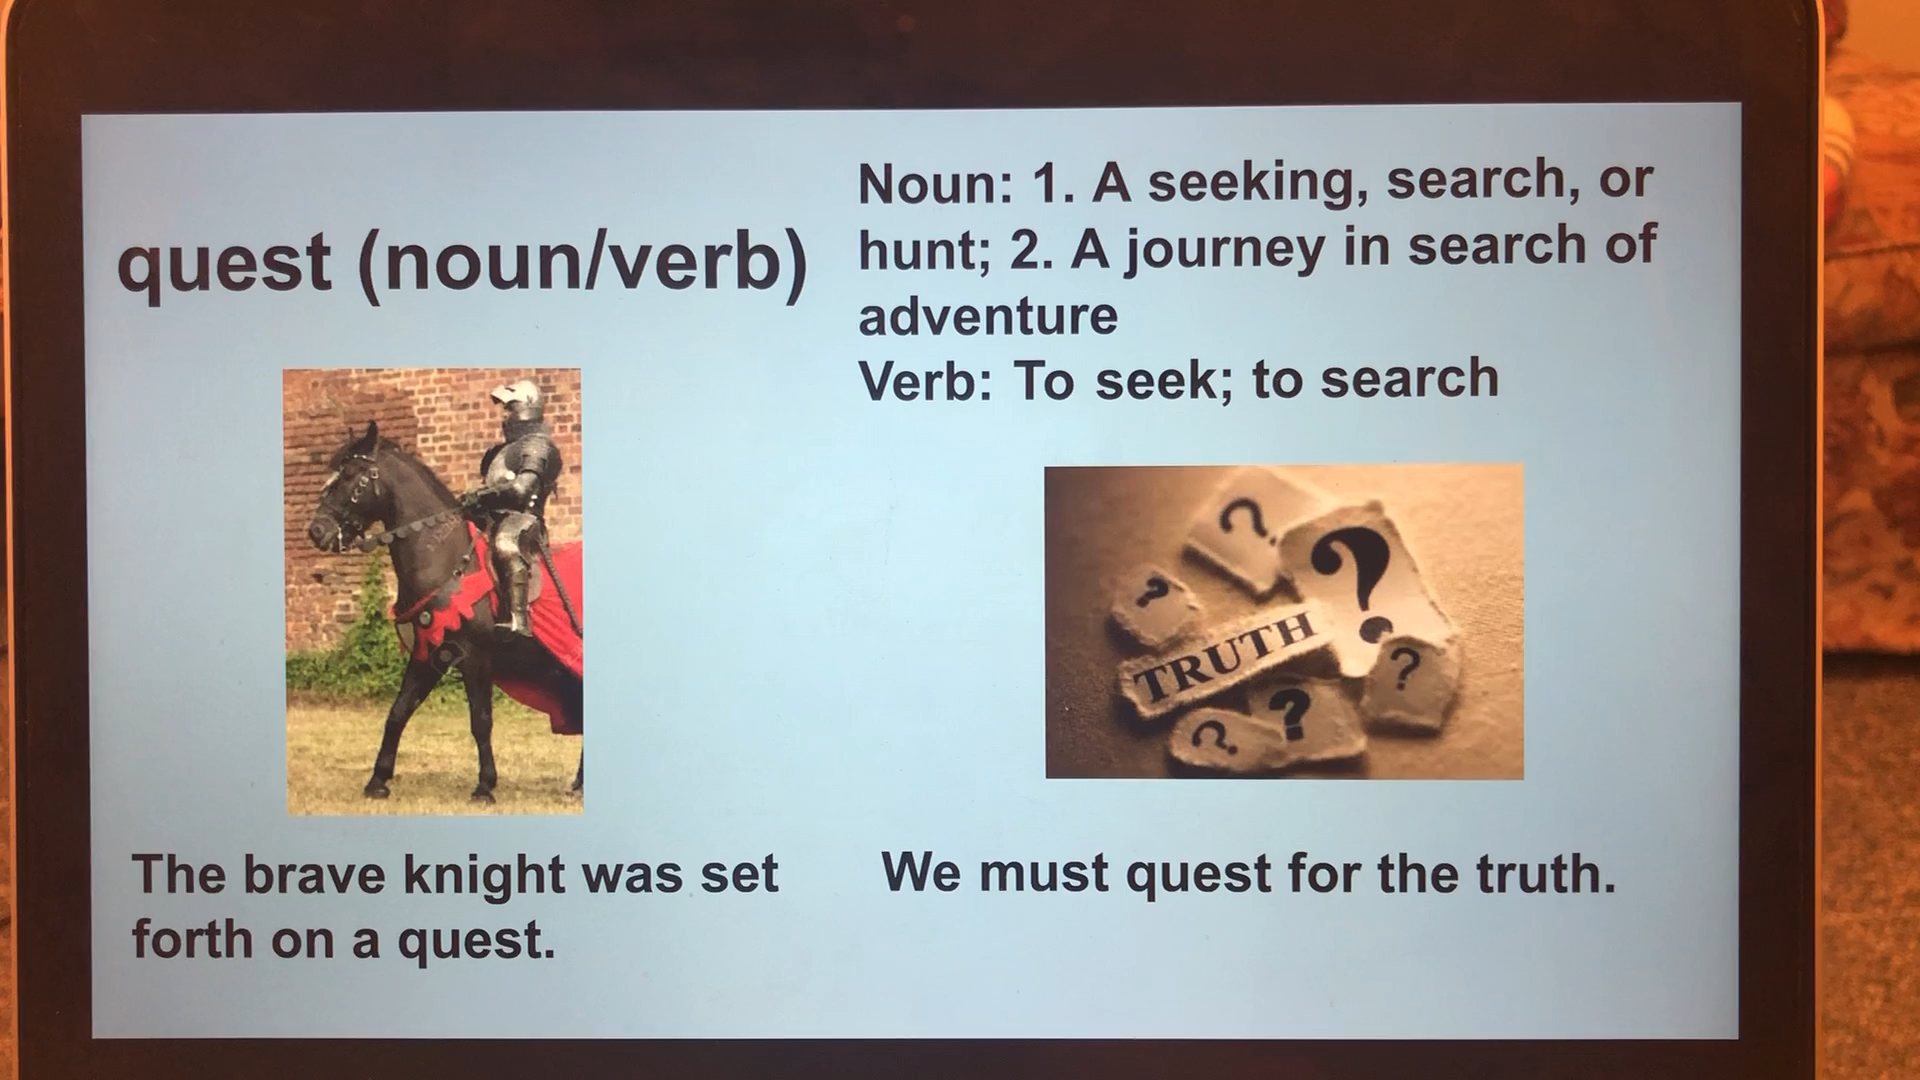 quest (noun/verb)
Noun: 1. A seeking, search, or
hunt; 2. A journey in search of
adventure
Verb: To seek; to search
?
?
?
TRUTH
?
?
?
The brave knight was set
forth on a quest.
We must quest for the truth.